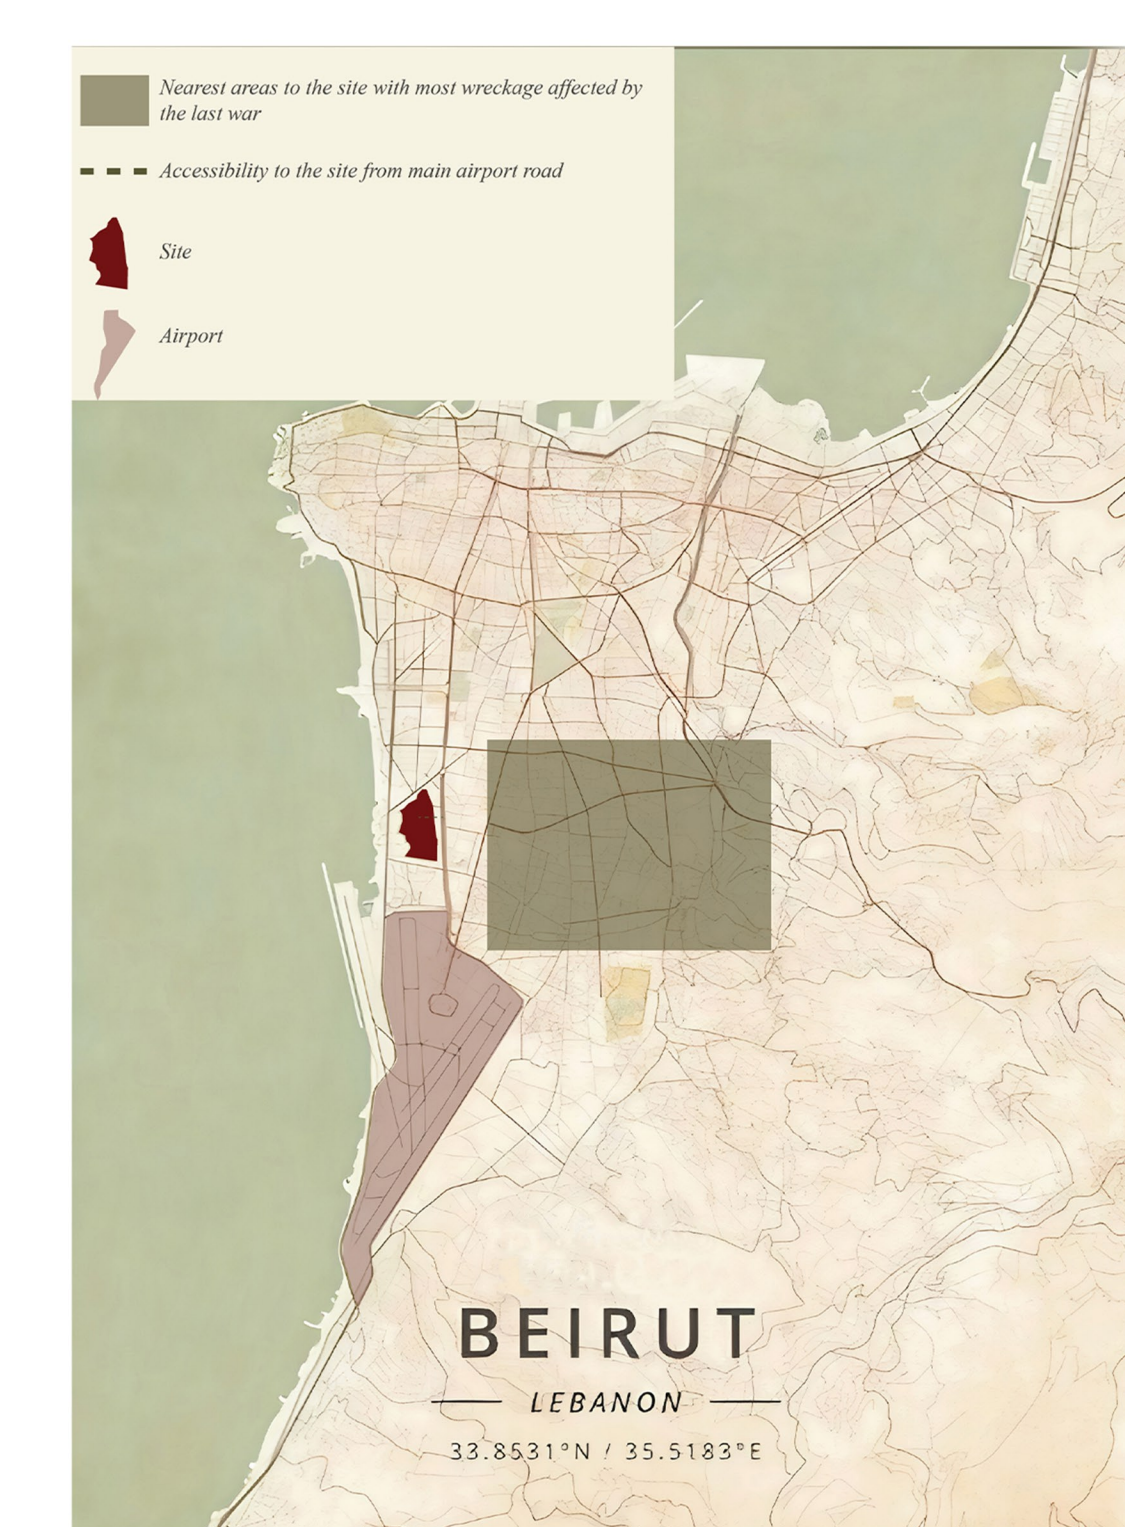 Nearest areas to the site with most wreckage affected by
the last war
Accessibility to the site from main airport road
Site
Airport
BEIRUT
LEBANON
33.8531°N / 35.5183°E